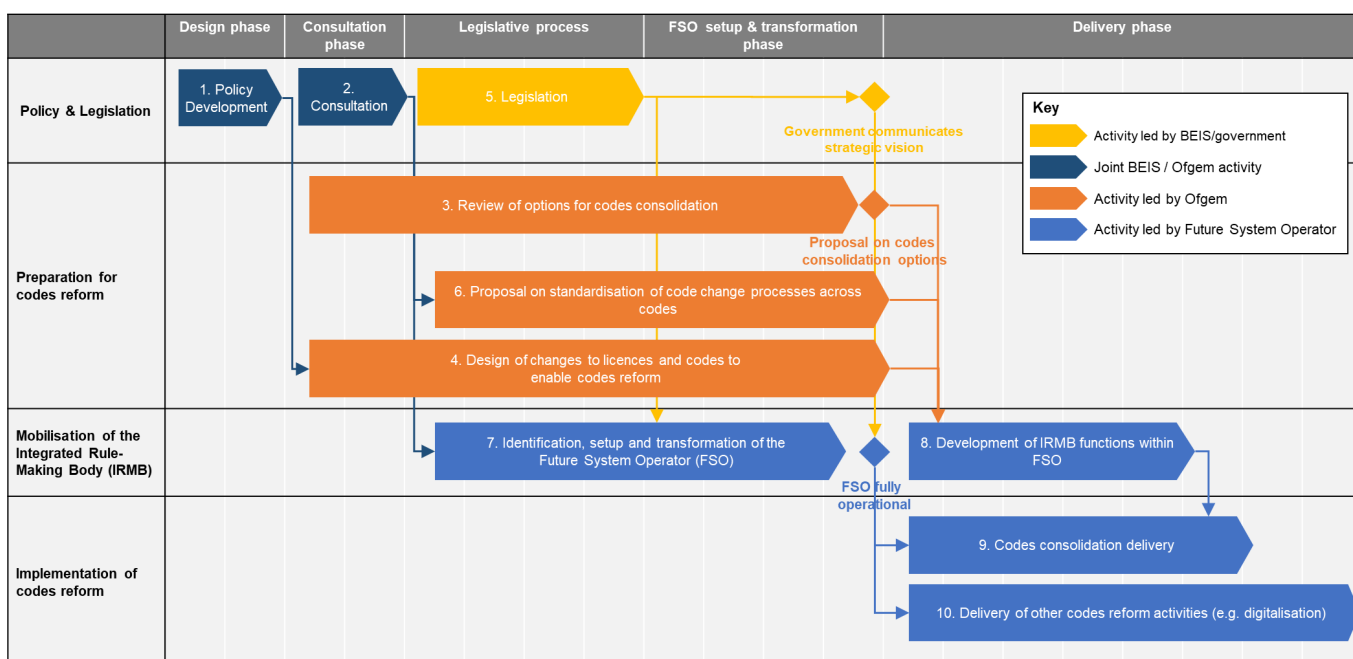 Design phase
Consultation
phase
Legislative process
FSO setup & transformation
phase
Delivery phase
Policy & Legislation
1. Policy
Development
2.
Consultation
5. Legislation
Government communicates
strategic vision
Key
Activity led by BEIS/government
Joint BEIS / Ofgem activity
Activity led by Ofgem
Activity led by Future System Operator
Preparation for
codes reform
3. Review of options for codes consolidation
Proposal on codes
consolidation options
6. Proposal on standardisation of code change processes across
codes
4. Design of changes to licences and codes to
enable codes reform
Mobilisation of the
Integrated Rule-
Making Body (IRMB)
7. Identification, setup and transformation of the
Future System Operator (FSO)
FSO fully
operational
8. Development of IRMB functions within
FSO
Implementation of
codes reform
9. Codes consolidation delivery
10. Delivery of other codes reform activities (e.g. digitalisation)